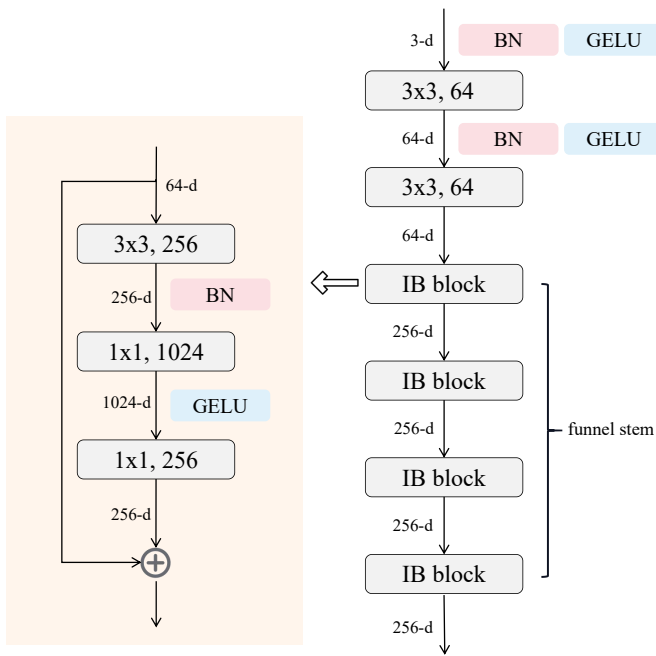 3-d
BN
GELU
3x3, 64
64-d
BN
GELU
3x3, 64
64-d
IB block
256-d
IB block
256-d
IB block
256-d
IB block
256-d
funnel stem
64-d
3x3, 256
256-d
BN
1x1, 1024
1024-d
GELU
1x1, 256
256-d